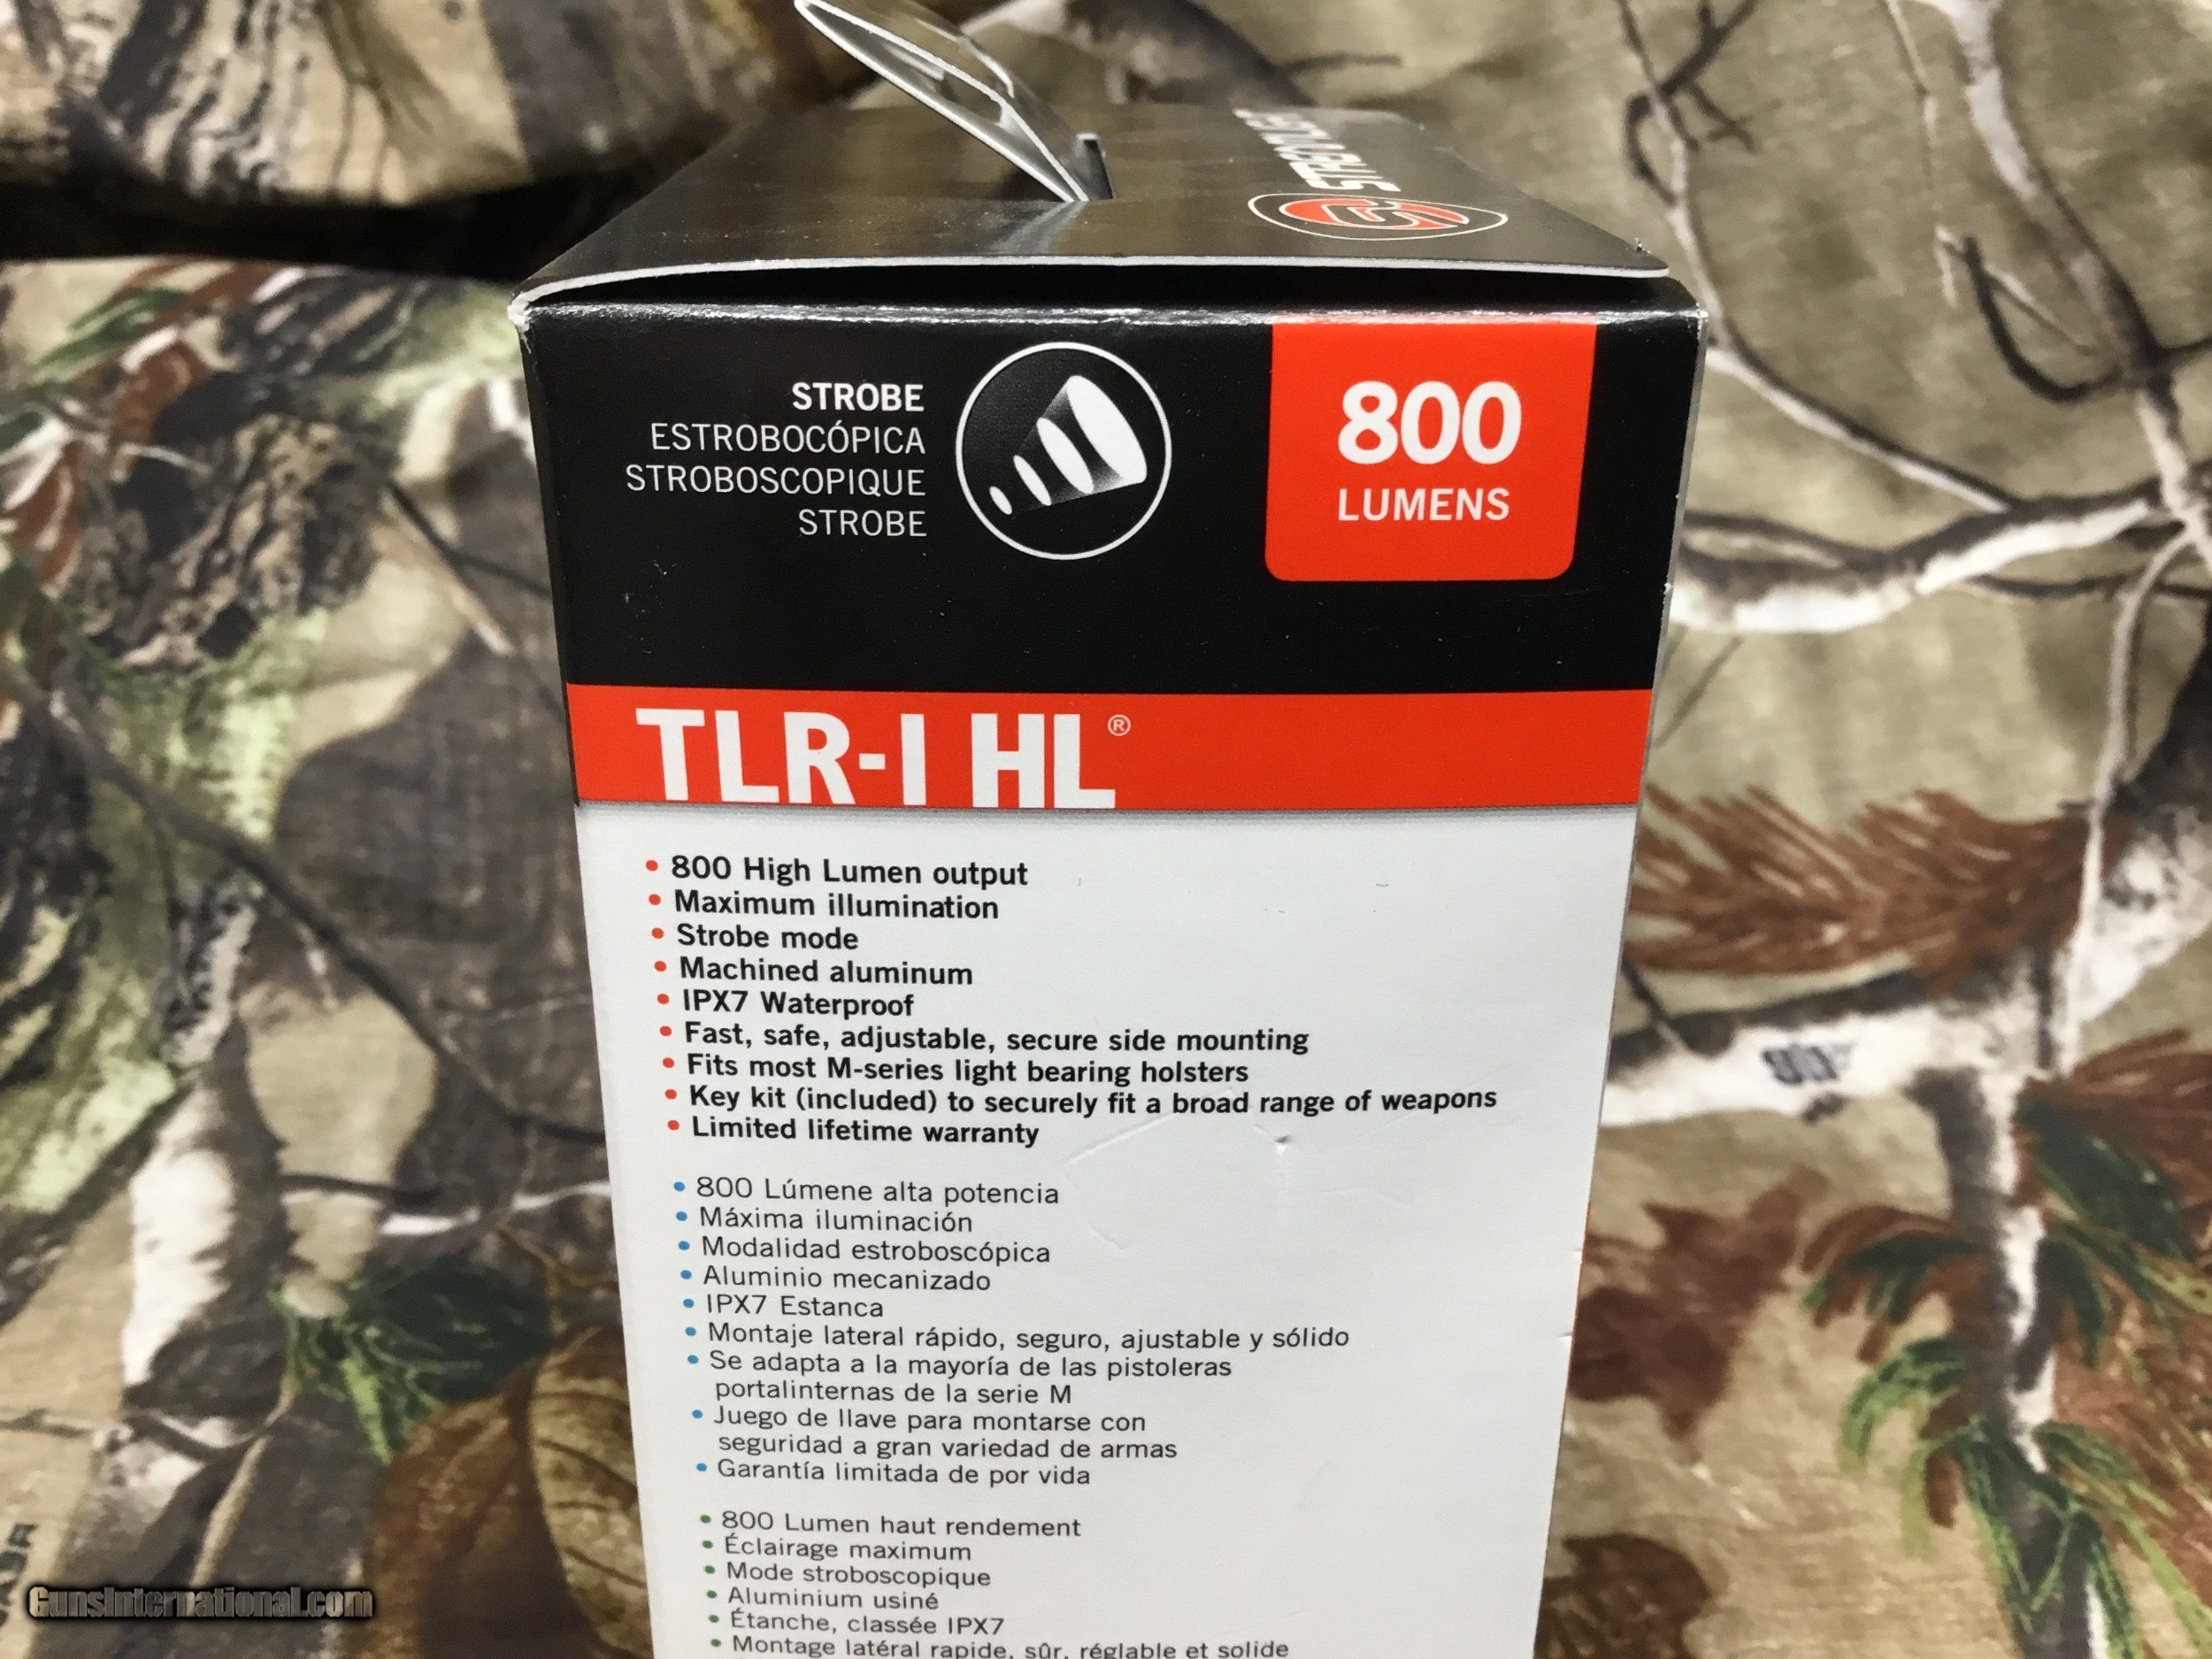 STROBE
ESTROBOCÓPICA
STROBOSCOPIQUE
STROBE
800
LUMENS
TLR-1 HL®
• 800 High Lumen output
• Maximum illumination
• Strobe mode
• Machined aluminum
• IPX7 Waterproof
• Fast, safe, adjustable, secure side mounting
• Fits most M-series light bearing holsters
• Key kit (included) to securely fit a broad range of weapons
• Limited lifetime warranty
• 800 Lúmene alta potencia
• Máxima iluminación
• Modalidad estroboscópica
• Aluminio mecanizado
• IPX7 Estanca
• Montaje lateral rápido, seguro, ajustable y sólido
• Se adapta a la mayoría de las pistoleras
portalinternas de la serie M
• Juego de llave para montarse con
seguridad a gran variedad de armas
• Garantía limitada de por vida
• 800 Lumen haut rendement
• Éclairage maximum
• Mode stroboscopique
• Aluminium usiné
• Étanche, classée IPX7
• Montage latéral rapide, sûr, réglable et solide
GunsInternational.com